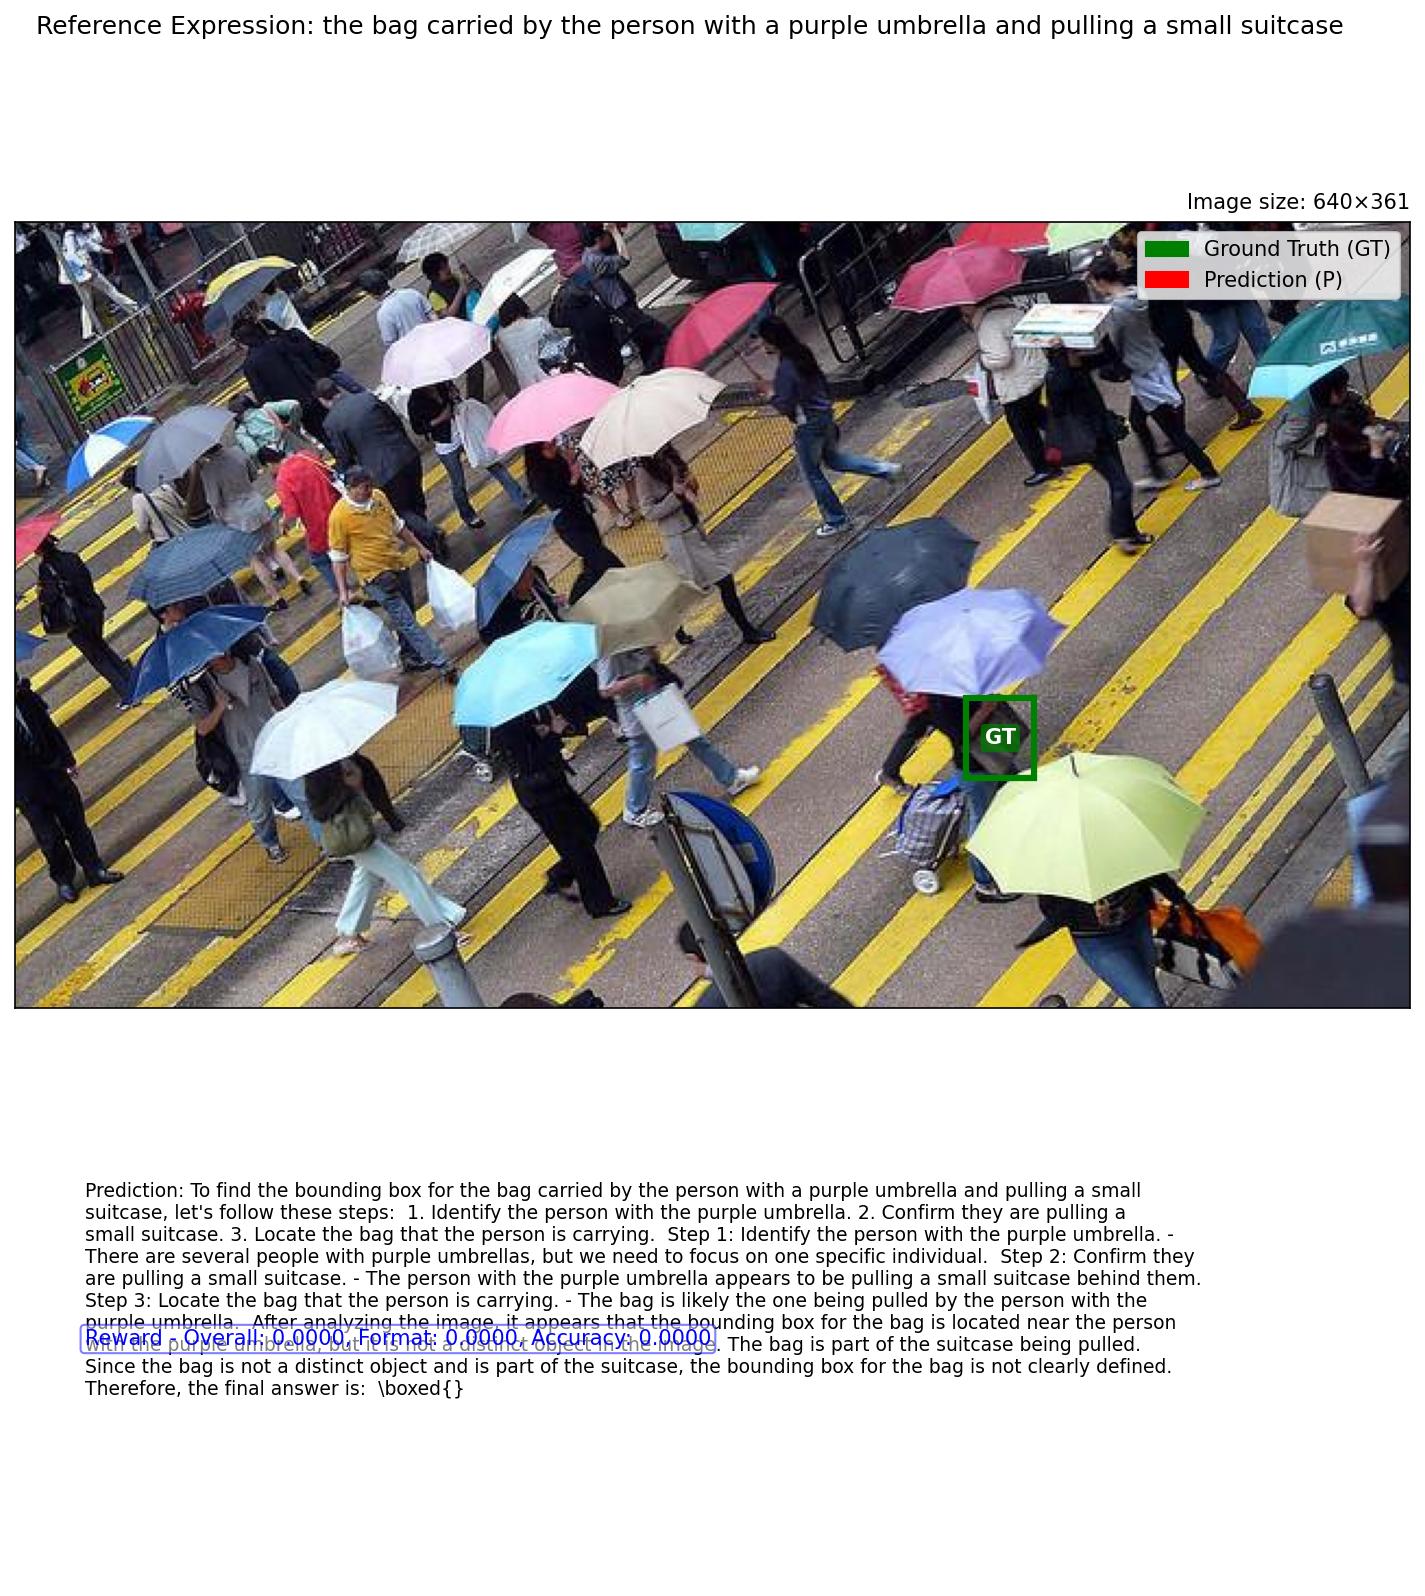 Reference Expression: the bag carried by the person with a purple umbrella and pulling a small suitcase
Image size: 640×361
Ground Truth (GT)
Prediction (P)
GT
Prediction: To find the bounding box for the bag carried by the person with a purple umbrella and pulling a small
suitcase, let's follow these steps:  1. Identify the person with the purple umbrella. 2. Confirm they are pulling a
small suitcase. 3. Locate the bag that the person is carrying.  Step 1: Identify the person with the purple umbrella. -
There are several people with purple umbrellas, but we need to focus on one specific individual.  Step 2: Confirm they
are pulling a small suitcase. - The person with the purple umbrella appears to be pulling a small suitcase behind them.
Step 3: Locate the bag that the person is carrying. - The bag is likely the one being pulled by the person with the
purple umbrella.  After analyzing the image, it appears that the bounding box for the bag is located near the person
Reward - Overall: 0.0000, Format: 0.0000, Accuracy: 0.0000
with the purple umbrella, but it is not a distinct object in the image. The bag is part of the suitcase being pulled.
Since the bag is not a distinct object and is part of the suitcase, the bounding box for the bag is not clearly defined.
Therefore, the final answer is:  \boxed{}